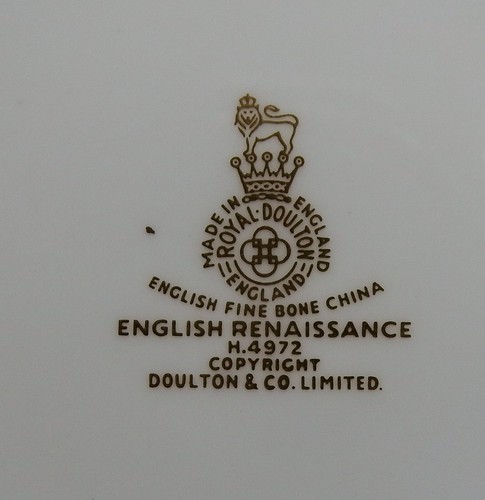 MADE IN ENGLAND
ROYAL·DOULTON
ENGLAND
ENGLISH FINE BONE CHINA
ENGLISH RENAISSANCE
H.4972
COPYRIGHT
DOULTON & CO. LIMITED.